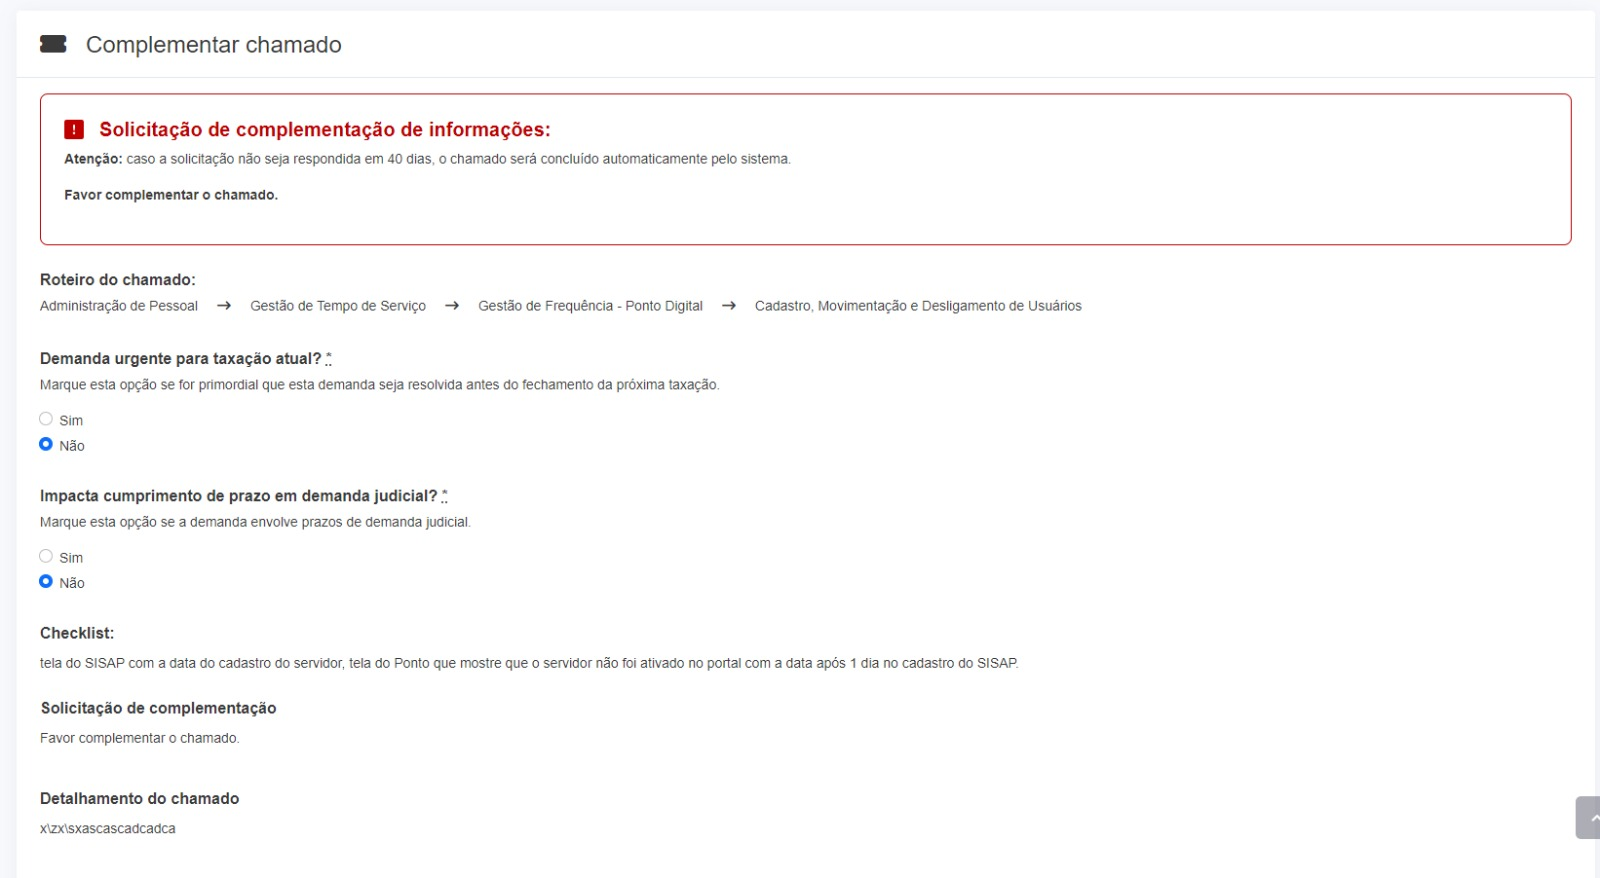 Complementar chamado
! Solicitação de complementação de informações:
Atenção: caso a solicitação não seja respondida em 40 dias, o chamado será concluído automaticamente pelo sistema.
Favor complementar o chamado.
Roteiro do chamado:
Administração de Pessoal → Gestão de Tempo de Serviço → Gestão de Frequência - Ponto Digital → Cadastro, Movimentação e Desligamento de Usuários
Demanda urgente para taxação atual? *
Marque esta opção se for primordial que esta demanda seja resolvida antes do fechamento da próxima taxação.
Sim
Não
Impacta cumprimento de prazo em demanda judicial? *
Marque esta opção se a demanda envolve prazos de demanda judicial.
Sim
Não
Checklist:
tela do SISAP com a data do cadastro do servidor, tela do Ponto que mostre que o servidor não foi ativado no portal com a data após 1 dia no cadastro do SISAP.
Solicitação de complementação
Favor complementar o chamado.
Detalhamento do chamado
x\zx\sxascascadcadca